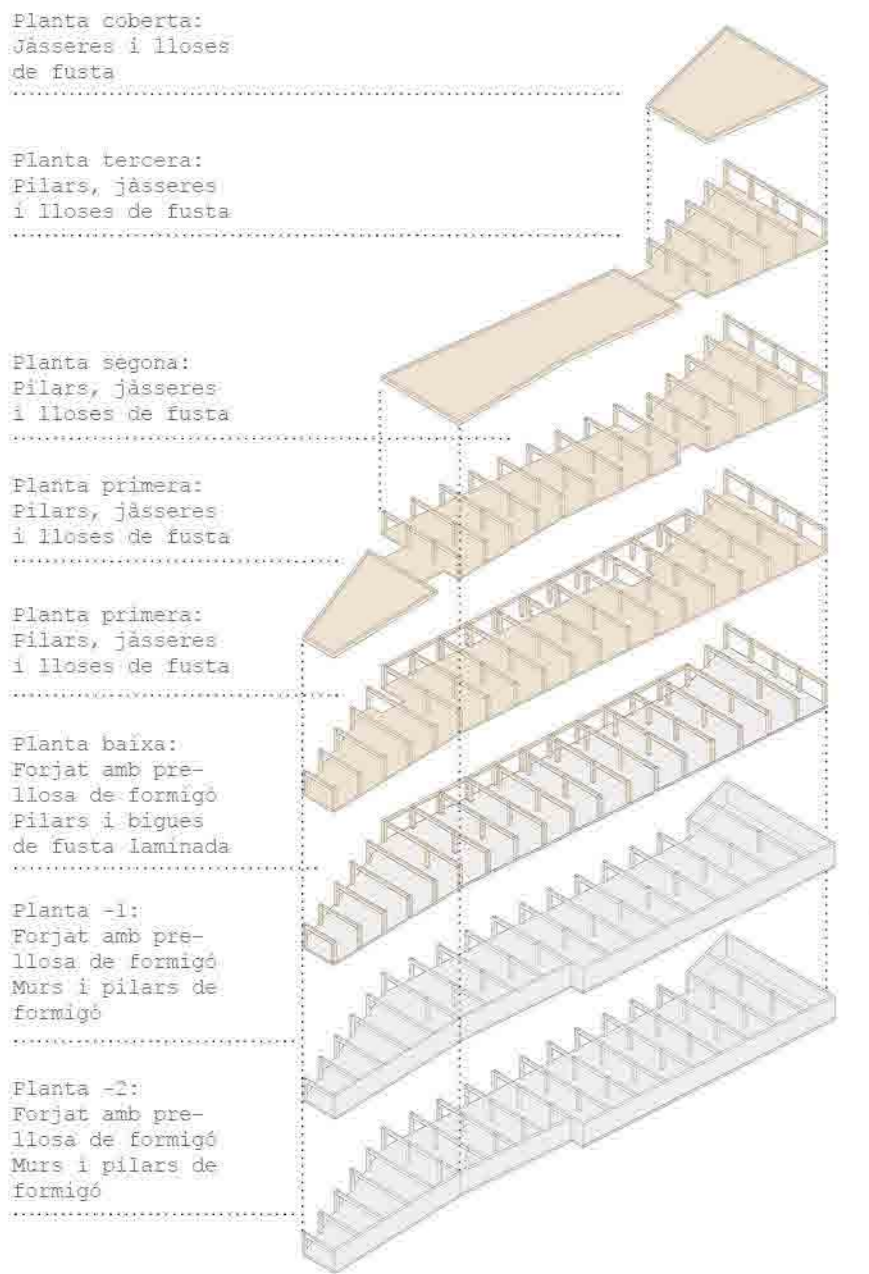 Planta coberta:
Jàsseres i lloses
de fusta
Planta tercera:
Pilars, jàsseres
i lloses de fusta
Planta segona:
Pilars, jàsseres
i lloses de fusta
Planta primera:
Pilars, jàsseres
i lloses de fusta
Planta primera:
Pilars, jàsseres
i lloses de fusta
Planta baixa:
Forjat amb pre-
llosa de formigó
Pilars i bigues
de fusta laminada
Planta -1:
Forjat amb pre-
llosa de formigó
Murs i pilars de
formigó
Planta -2:
Forjat amb pre-
llosa de formigó
Murs i pilars de
formigó